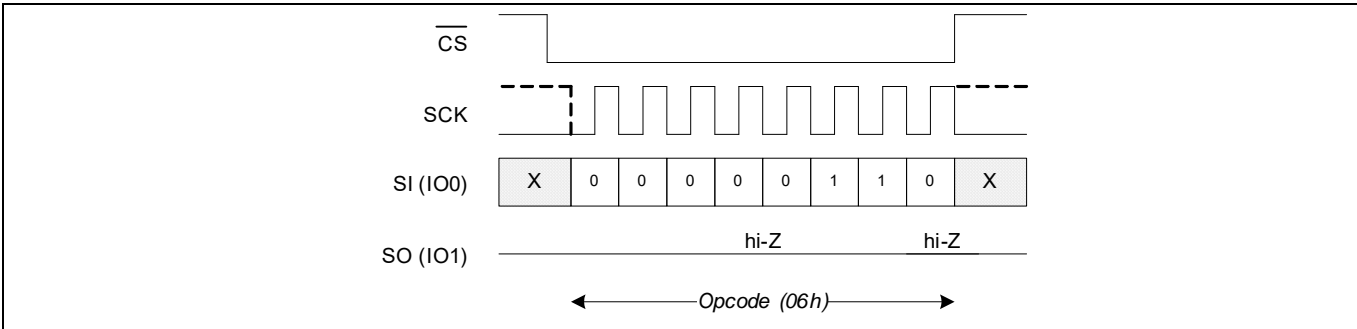 CS
SCK
SI (IO0) X 0 0 0 0 0 1 1 0 X
hi-Z hi-Z
SO (IO1)
Opcode (06h)